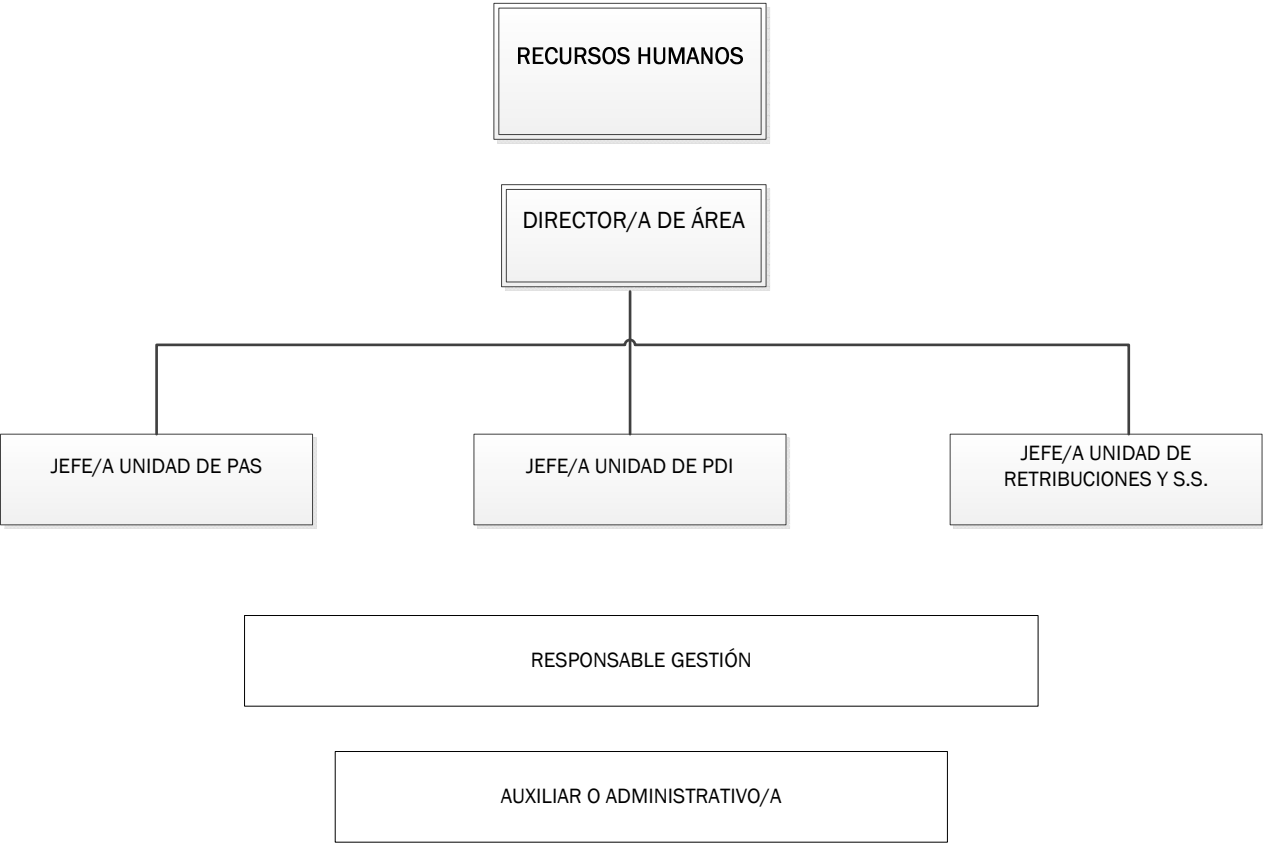 RECURSOS HUMANOS
DIRECTOR/A DE ÁREA
JEFE/A UNIDAD DE PAS
JEFE/A UNIDAD DE PDI
JEFE/A UNIDAD DE
RETRIBUCIONES Y S.S.
RESPONSABLE GESTIÓN
AUXILIAR O ADMINISTRATIVO/A